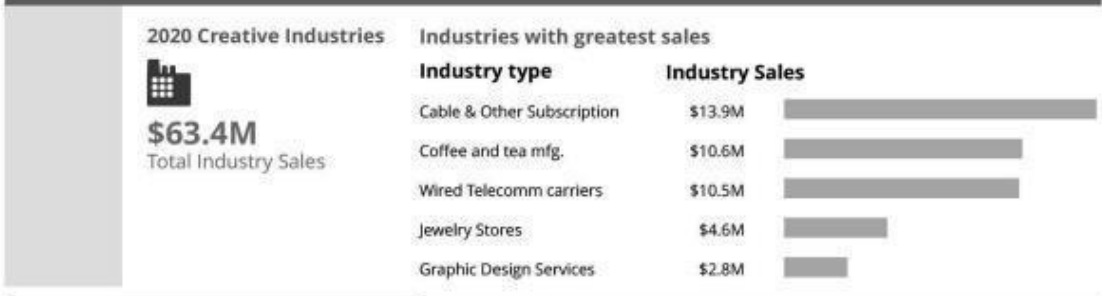 2020 Creative Industries
$63.4M
Total Industry Sales
Industries with greatest sales
Industry type Industry Sales
Cable & Other Subscription $13.9M
Coffee and tea mfg. $10.6M
Wired Telecomm carriers $10.5M
Jewelry Stores $4.6M
Graphic Design Services $2.8M